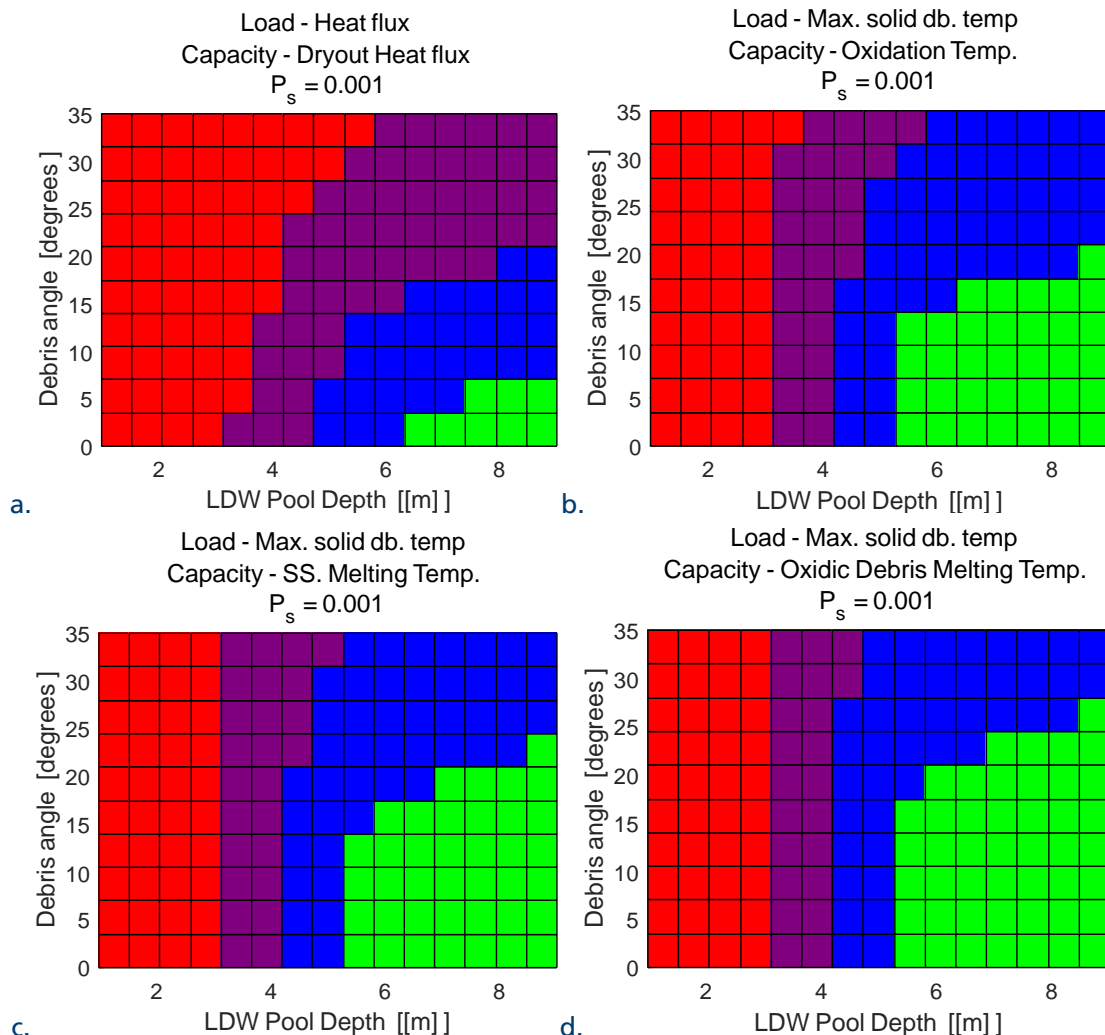 Load - Heat flux
Capacity - Dryout Heat flux
P_s = 0.001
35
30
25
20
15
10
5
0
Debris angle [degrees ]
2 4 6 8
LDW Pool Depth [[m] ]
a.
Load - Max. solid db. temp
Capacity - Oxidation Temp.
P_s = 0.001
35
30
25
20
15
10
5
0
Debris angle [degrees ]
2 4 6 8
LDW Pool Depth [[m] ]
b.
Load - Max. solid db. temp
Capacity - SS. Melting Temp.
P_s = 0.001
35
30
25
20
15
10
5
0
Debris angle [degrees ]
2 4 6 8
LDW Pool Depth [[m] ]
c.
Load - Max. solid db. temp
Capacity - Oxidic Debris Melting Temp.
P_s = 0.001
35
30
25
20
15
10
5
0
Debris angle [degrees ]
2 4 6 8
LDW Pool Depth [[m] ]
d.